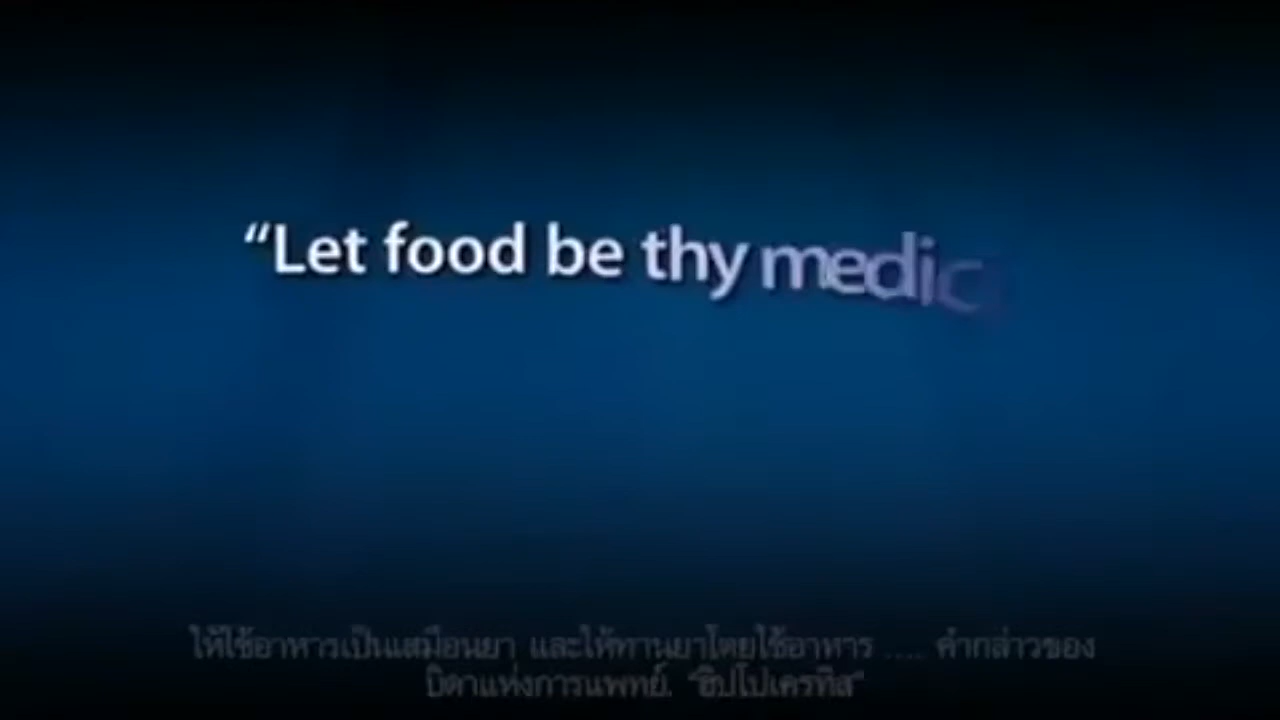 “Let food be thy medic
ให้ใช้อาหารเป็นเสมือนยา และให้ทานยาโดยใช้อาหาร .... คำกล่าวของ
บิดาแห่งการแพทย์. “ฮิปโปเครทิส”